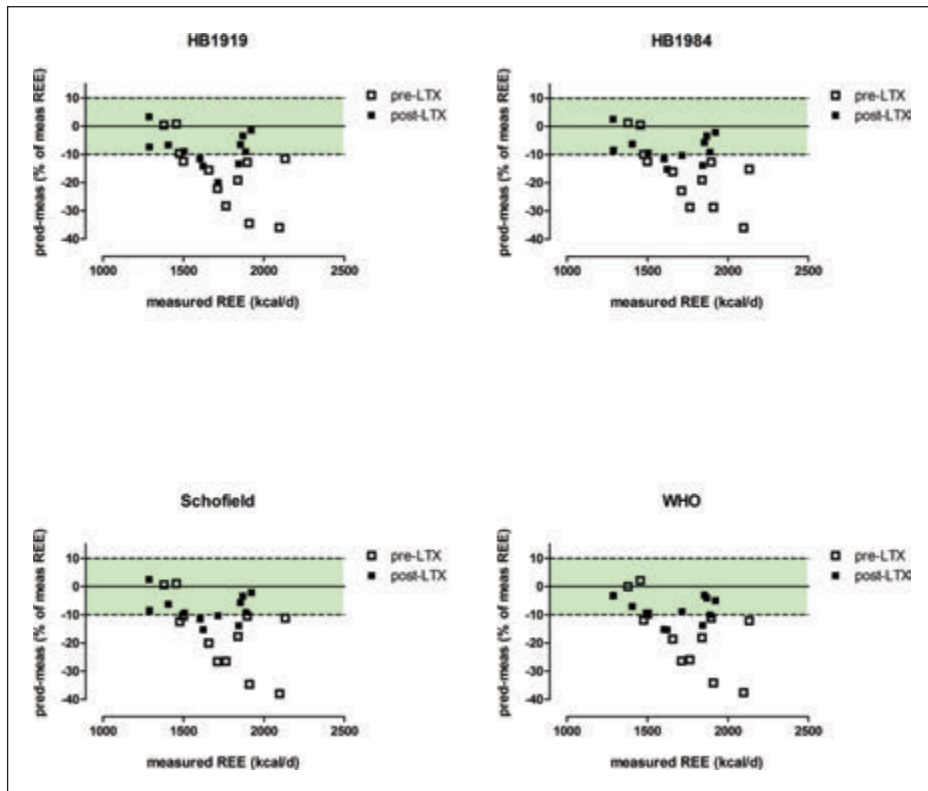 HB1919
pred-meas (% of meas REE)
10
0
-10
-20
-30
-40
1000 1500 2000 2500
measured REE (kcal/d)
pre-LTX
post-LTX
HB1984
pred-meas (% of meas REE)
10
0
-10
-20
-30
-40
1000 1500 2000 2500
measured REE (kcal/d)
pre-LTX
post-LTX
Schofield
pred-meas (% of meas REE)
10
0
-10
-20
-30
-40
1000 1500 2000 2500
measured REE (kcal/d)
pre-LTX
post-LTX
WHO
pred-meas (% of meas REE)
10
0
-10
-20
-30
-40
1000 1500 2000 2500
measured REE (kcal/d)
pre-LTX
post-LTX